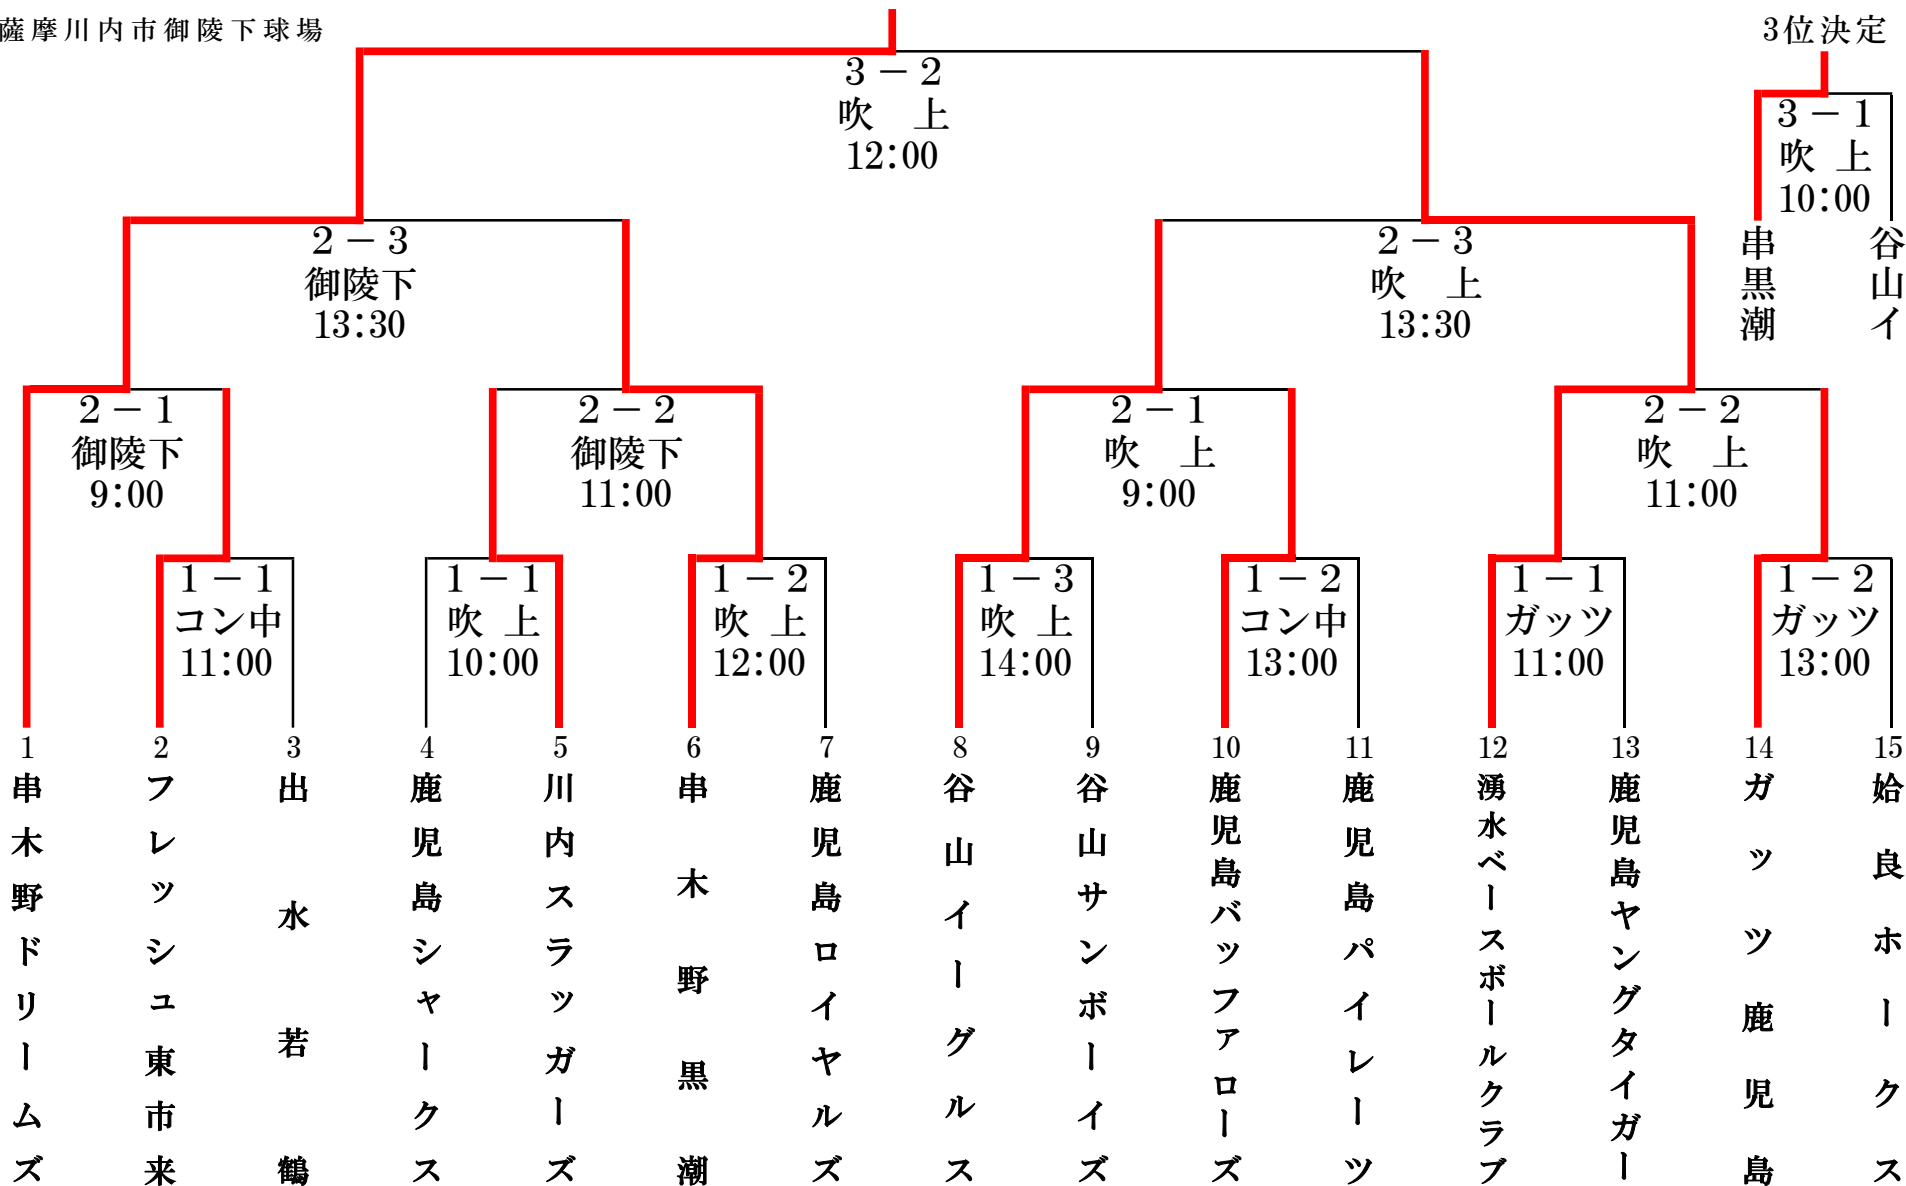 薩摩川内市御陵下球場
3位決定
３－２
吹 上
12:00
３－１
吹 上
10:00
串黒潮
谷山イ
２－３
御陵下
13:30
２－３
吹 上
13:30
２－１
御陵下
9:00
２－２
御陵下
11:00
２－１
吹 上
9:00
２－２
吹 上
11:00
１－１
コン中
11:00
１－１
吹 上
10:00
１－２
吹 上
12:00
１－３
吹 上
14:00
１－２
コン中
13:00
１－１
ガッツ
11:00
１－２
ガッツ
13:00
1
串木野ドリームズ
2
フレッシュ東市来
3
出水若鶴
4
鹿児島シャークス
5
川内スラッガーズ
6
串木野黒潮
7
鹿児島ロイヤルズ
8
谷山イーグルス
9
谷山サンボーイズ
10
鹿児島バッファローズ
11
鹿児島パイレーツ
12
湧水ベースボールクラブ
13
鹿児島ヤングタイガー
14
ガッツ鹿児島
15
姶良ホークス